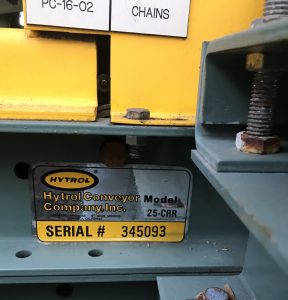 PC-16-02
CHAINS
HYTROL
Hytrol Conveyor
Company, Inc.
Model
25-CRR
SERIAL # 345093